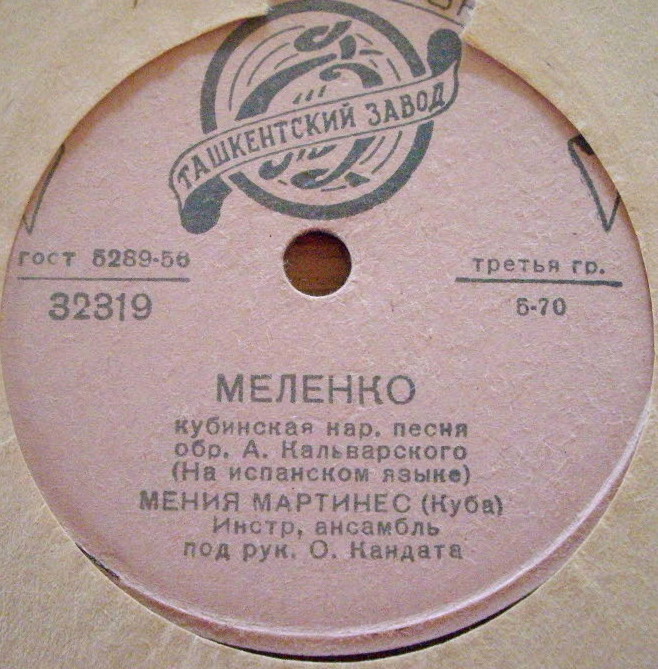 ТАШКЕНТСКИЙ ЗАВОД
гост 5289-56
32319
третья гр.
6-70
МЕЛЕНКО
кубинская нар. песня
обр. А. Кальварского
(На испанском языке)
МЕНИЯ МАРТИНЕС (Куба)
Инстр, ансамбль
под рук. О. Кандата